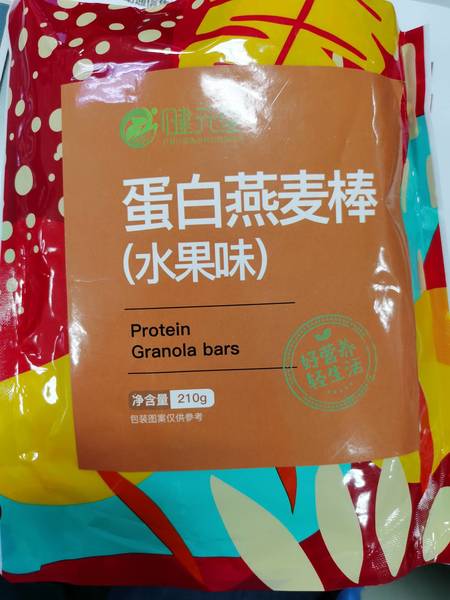 蛋白燕麦棒
(水果味)
Protein
Granola bars
好营养
轻生活
净含量 210g
包装图案仅供参考